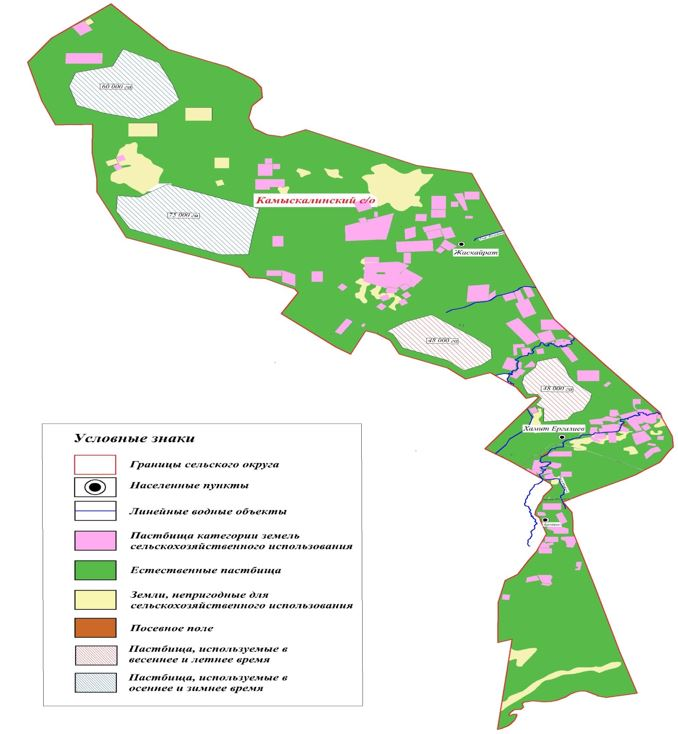 60 000 га
75 000 га
Камыскалинский с/о
Жаскайрат
48 000 га
48 000 га
Хамит Ергалиев
Условные знаки
Границы сельского округа
Населенные пункты
Линейные водные объекты
Пастбища категории земель
сельскохозяйственного использования
Естественные пастбища
Земли, непригодные для
сельскохозяйственного использования
Посевное поле
Пастбища, используемые в
весеннее и летнее время
Пастбища, используемые в
осеннее и зимнее время